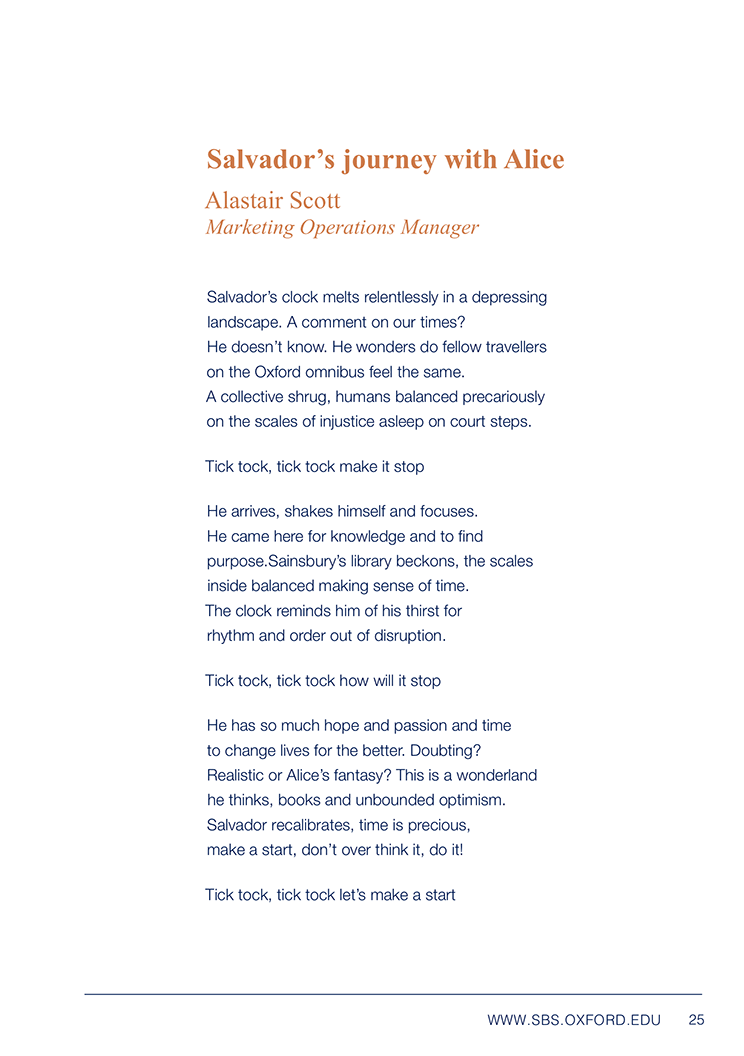 Salvador’s journey with Alice
Alastair Scott
Marketing Operations Manager
Salvador’s clock melts relentlessly in a depressing
landscape. A comment on our times?
He doesn’t know. He wonders do fellow travellers
on the Oxford omnibus feel the same.
A collective shrug, humans balanced precariously
on the scales of injustice asleep on court steps.
Tick tock, tick tock make it stop
He arrives, shakes himself and focuses.
He came here for knowledge and to find
purpose.Sainsbury’s library beckons, the scales
inside balanced making sense of time.
The clock reminds him of his thirst for
rhythm and order out of disruption.
Tick tock, tick tock how will it stop
He has so much hope and passion and time
to change lives for the better. Doubting?
Realistic or Alice’s fantasy? This is a wonderland
he thinks, books and unbounded optimism.
Salvador recalibrates, time is precious,
make a start, don’t over think it, do it!
Tick tock, tick tock let’s make a start
WWW.SBS.OXFORD.EDU 25